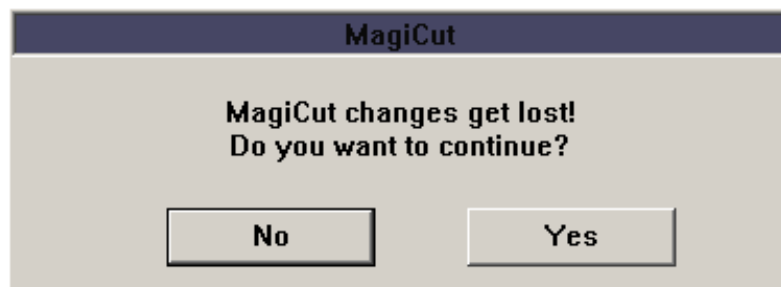 MagiCut
MagiCut changes get lost!
Do you want to continue?
No
Yes